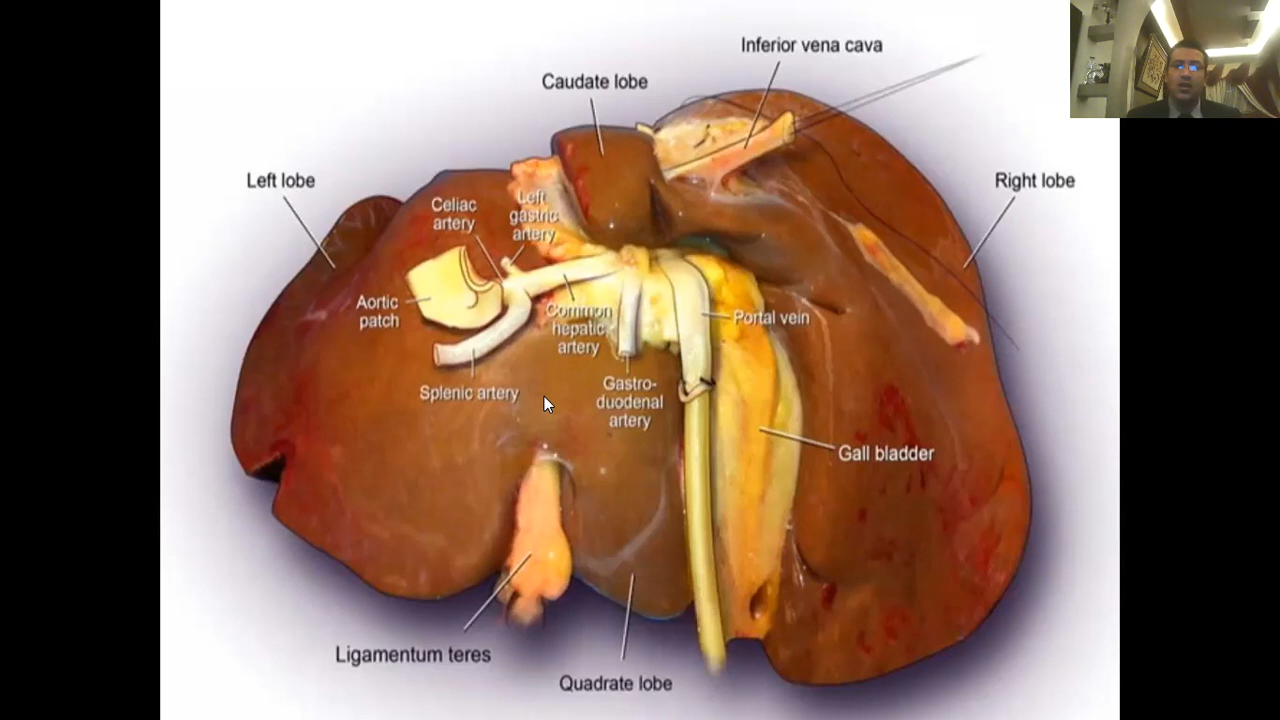 Inferior vena cava
Caudate lobe
Left lobe
Right lobe
Celiac
artery
Left
gastric
artery
Aortic
patch
Common
hepatic
artery
Portal vein
Splenic artery
Gastro-
duodenal
artery
Gall bladder
Ligamentum teres
Quadrate lobe